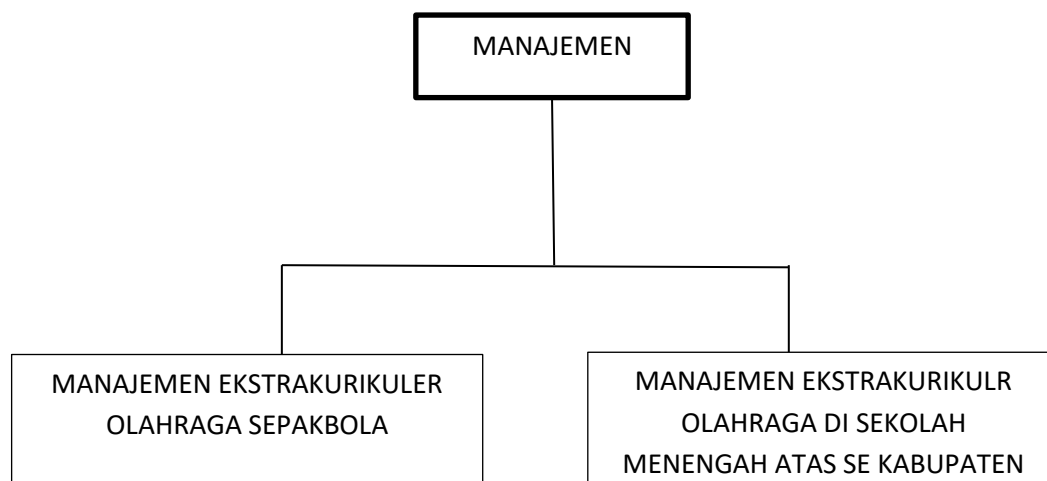 MANAJEMEN
MANAJEMEN EKSTRAKURIKULER
OLAHRAGA SEPAKBOLA
MANAJEMEN EKSTRAKURIKULR
OLAHRAGA DI SEKOLAH
MENENGAH ATAS SE KABUPATEN